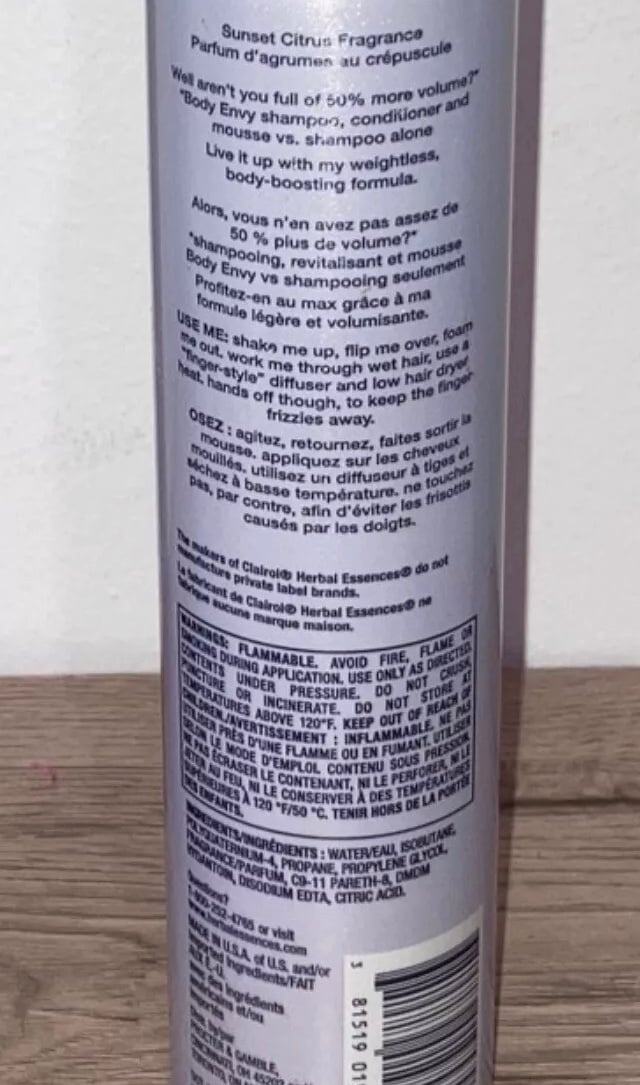 Sunset Citrus Fragrance
Parfum d'agrumes au crépuscule
Well aren't you full of 50% more volume?*
*Body Envy shampoo, conditioner and
mousse vs. shampoo alone
Live it up with my weightless,
body-boosting formula.
Alors, vous n'en avez pas assez de
50 % plus de volume?*
*shampooing, revitalisant et mousse
Body Envy vs shampooing seulement
Profitez-en au max grâce à ma
formule légère et volumisante.
USE ME: shake me up, flip me over, foam
me out, work me through wet hair, use a
"finger-style" diffuser and low hair dryer
heat, hands off though, to keep the finger
frizzies away.
OSEZ : agitez, retournez, faites sortir la
mousse, appliquez sur les cheveux
mouillés, utilisez un diffuseur à tiges et
séchez à basse température. ne touchez
pas, par contre, afin d'éviter les frisottis
causés par les doigts.
The makers of Clairol® Herbal Essences® do not
manufacture private label brands.
Le fabricant de Clairol® Herbal Essences® ne
fabrique aucune marque maison.
WARNINGS: FLAMMABLE. AVOID FIRE, FLAME OR
SMOKING DURING APPLICATION. USE ONLY AS DIRECTED.
CONTENTS UNDER PRESSURE. DO NOT CRUSH,
PUNCTURE OR INCINERATE. DO NOT STORE AT
TEMPERATURES ABOVE 120°F. KEEP OUT OF REACH OF
CHILDREN./AVERTISSEMENT : INFLAMMABLE. NE PAS
UTILISER PRÈS D'UNE FLAMME OU EN FUMANT. UTILISER
SELON LE MODE D'EMPLOI. CONTENU SOUS PRESSION.
NE PAS ÉCRASER LE CONTENANT, NI LE PERFORER, NI LE
JETER AU FEU, NI LE CONSERVER À DES TEMPÉRATURES
SUPÉRIEURES À 120 °F/50 °C. TENIR HORS DE LA PORTÉE
DES ENFANTS.
INGREDIENTS/INGRÉDIENTS : WATER/EAU, ISOBUTANE,
POLYQUATERNIUM-4, PROPANE, PROPYLENE GLYCOL,
FRAGRANCE/PARFUM, C9-11 PARETH-8, DMDM
HYDANTOIN, DISODIUM EDTA, CITRIC ACID.
Questions?
1-800-252-4765 or visit
www.herbalessences.com
MADE IN U.S.A. of U.S. and/or
imported ingredients/FAIT
AUX É.-U.
avec des ingrédients
américains et/ou
importés
PROCTER & GAMBLE,
CINCINNATI, OH 45202
TORONTO, ON
3 81519 01